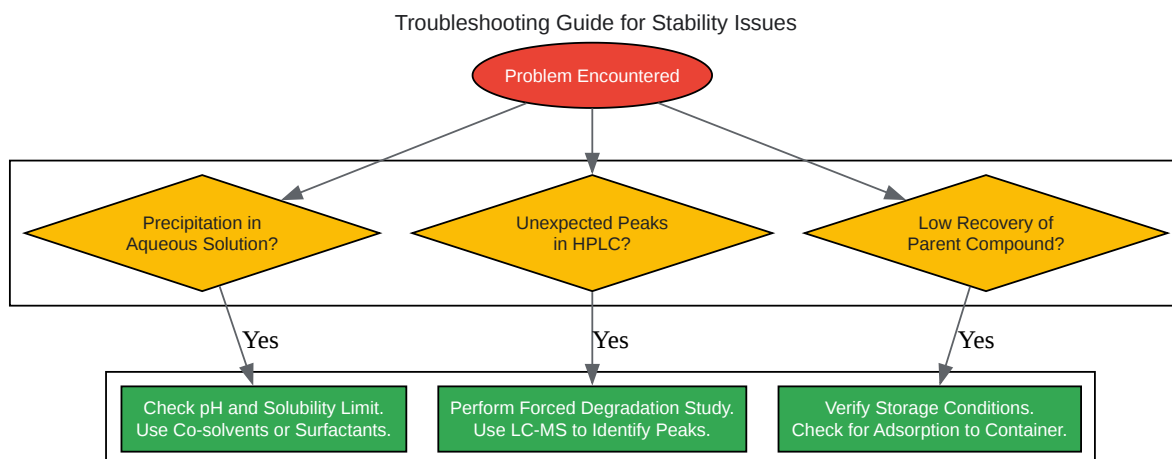 Troubleshooting Guide for Stability Issues
Problem Encountered
Precipitation in
Aqueous Solution?
Unexpected Peaks
in HPLC?
Low Recovery of
Parent Compound?
Yes
Yes
Yes
Check pH and Solubility Limit.
Use Co-solvents or Surfactants.
Perform Forced Degradation Study.
Use LC-MS to Identify Peaks.
Verify Storage Conditions.
Check for Adsorption to Container.